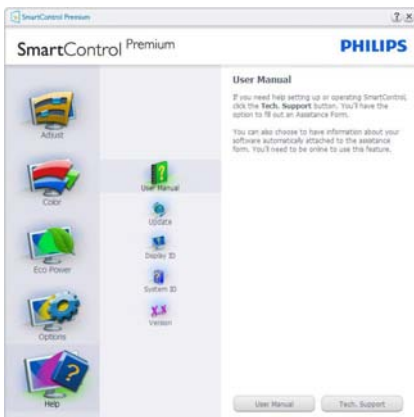 SmartControl Premium
SmartControl Premium
PHILIPS
Adjust
Color
Eco Power
Options
Help
User Manual
Update
Display ID
System ID
Version
User Manual
If you need help setting up or operating SmartControl,
click the Tech. Support button. You'll have the
option to fill out an Assistance Form.
You can also choose to have information about your
software automatically attached to the assistance
form. You'll need to be online to use this feature.
User Manual
Tech. Support